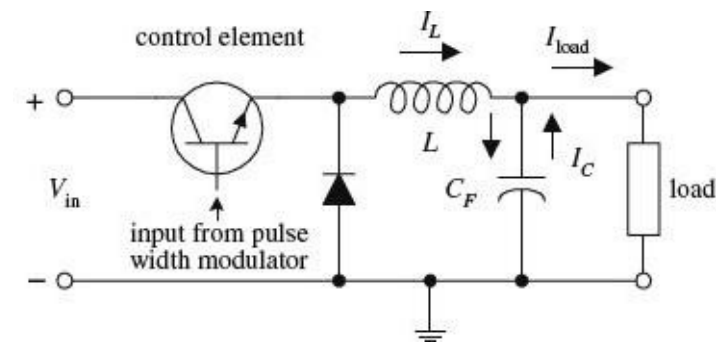 control element
I_L
I_load
+
V_in
L
C_F
I_C
load
input from pulse
width modulator
−